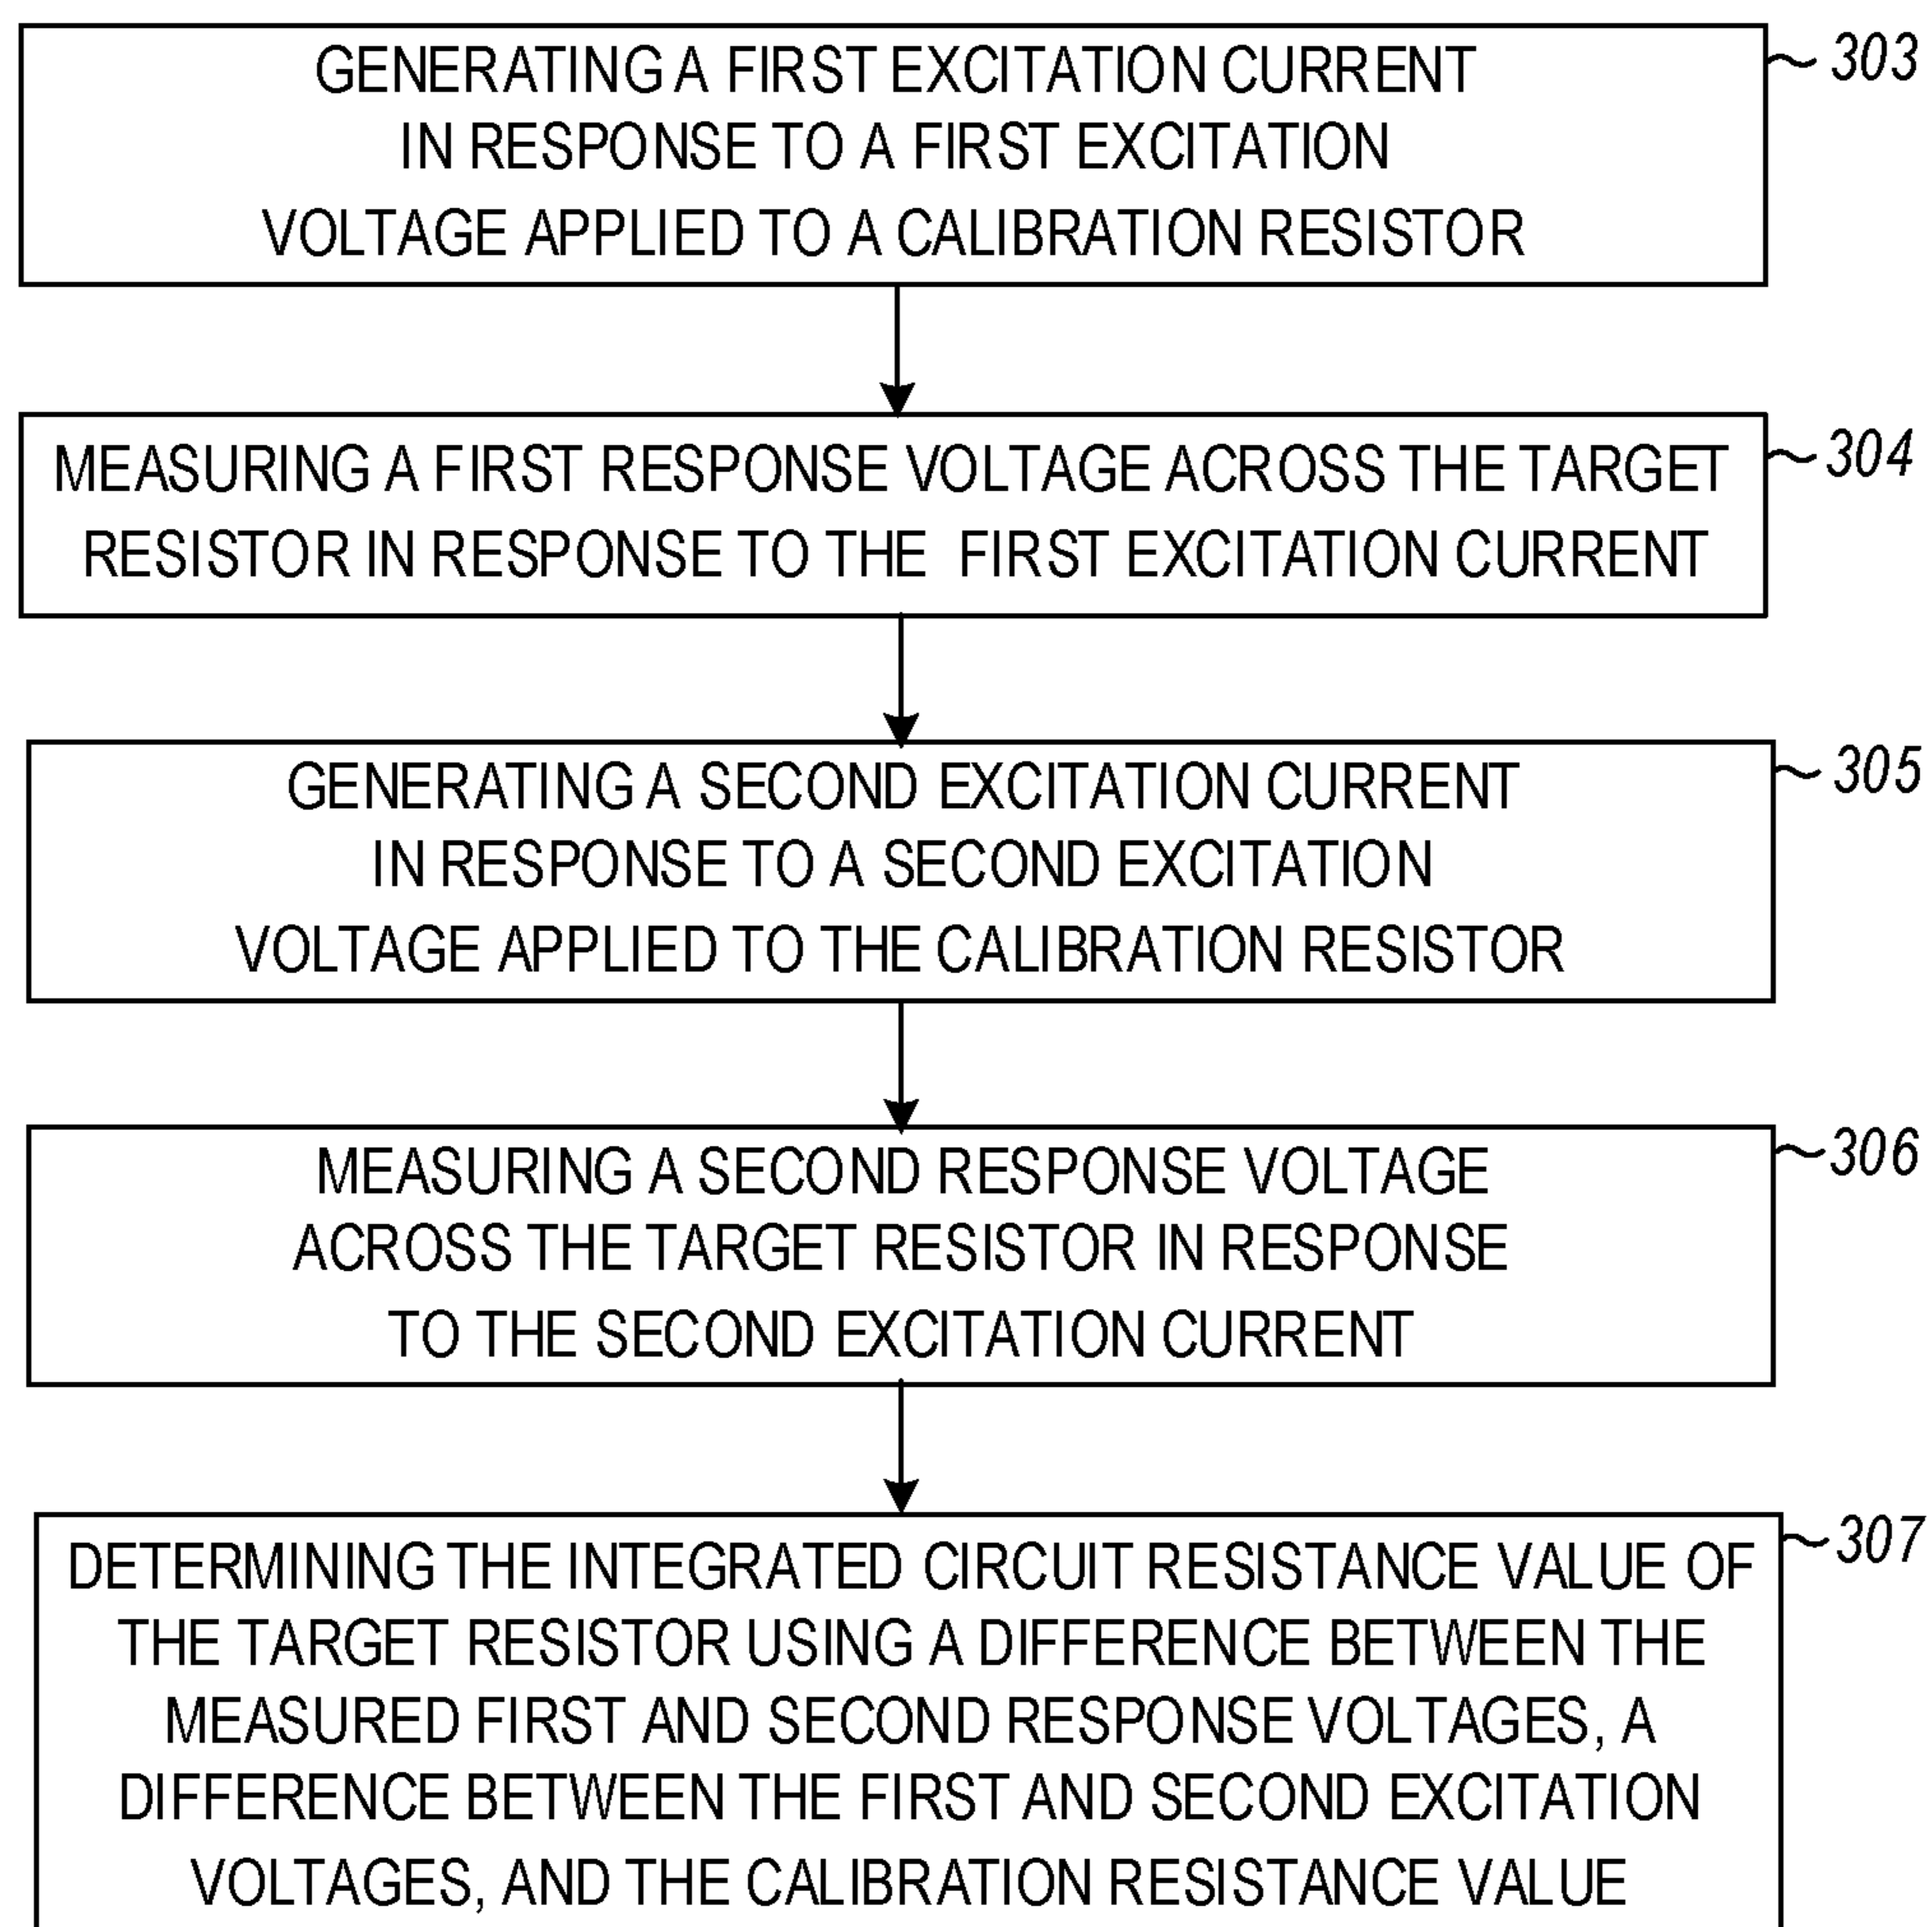 GENERATING A FIRST EXCITATION CURRENT
IN RESPONSE TO A FIRST EXCITATION
VOLTAGE APPLIED TO A CALIBRATION RESISTOR
303
MEASURING A FIRST RESPONSE VOLTAGE ACROSS THE TARGET
RESISTOR IN RESPONSE TO THE FIRST EXCITATION CURRENT
304
GENERATING A SECOND EXCITATION CURRENT
IN RESPONSE TO A SECOND EXCITATION
VOLTAGE APPLIED TO THE CALIBRATION RESISTOR
305
MEASURING A SECOND RESPONSE VOLTAGE
ACROSS THE TARGET RESISTOR IN RESPONSE
TO THE SECOND EXCITATION CURRENT
306
DETERMINING THE INTEGRATED CIRCUIT RESISTANCE VALUE OF
THE TARGET RESISTOR USING A DIFFERENCE BETWEEN THE
MEASURED FIRST AND SECOND RESPONSE VOLTAGES, A
DIFFERENCE BETWEEN THE FIRST AND SECOND EXCITATION
VOLTAGES, AND THE CALIBRATION RESISTANCE VALUE
307